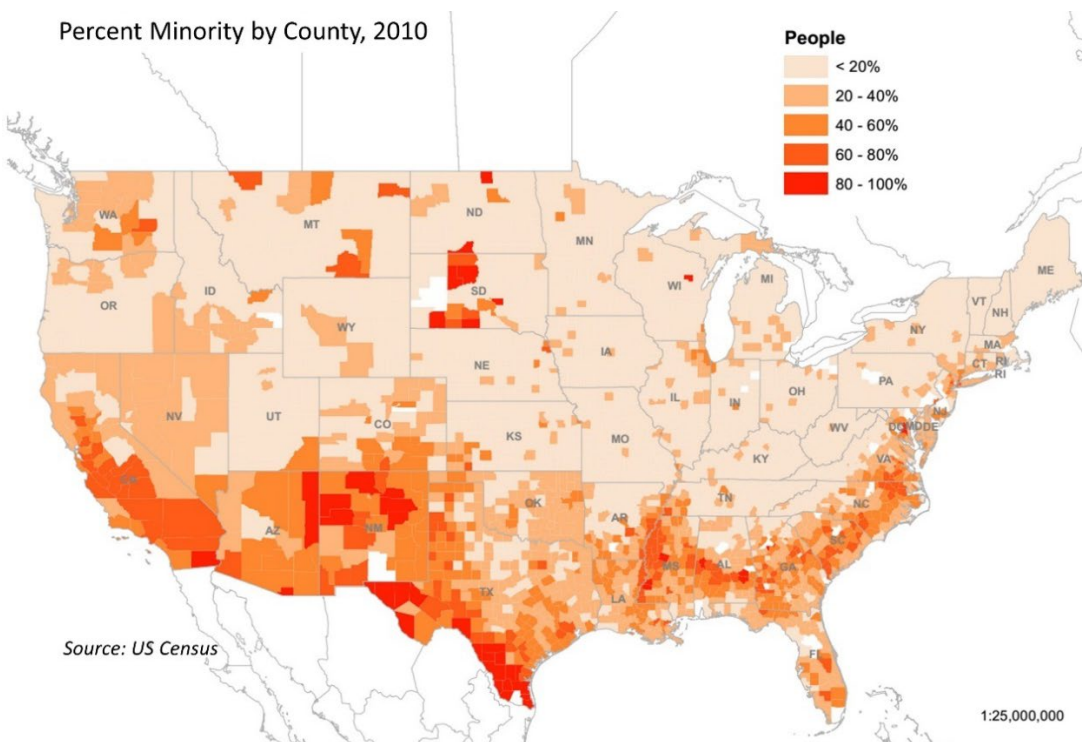 Percent Minority by County, 2010
People
< 20%
20 - 40%
40 - 60%
60 - 80%
80 - 100%
WA
MT
ND
MN
ME
OR
ID
SD
WI
MI
VT
NH
WY
NY
MA
CT
RI
RI
NE
IA
PA
NV
UT
CO
IL
IN
OH
NJ
KS
MO
WV
DC
MD
DE
KY
VA
CA
AZ
NM
OK
AR
TN
NC
SC
TX
LA
MS
AL
GA
Fl
Source: US Census
1:25,000,000